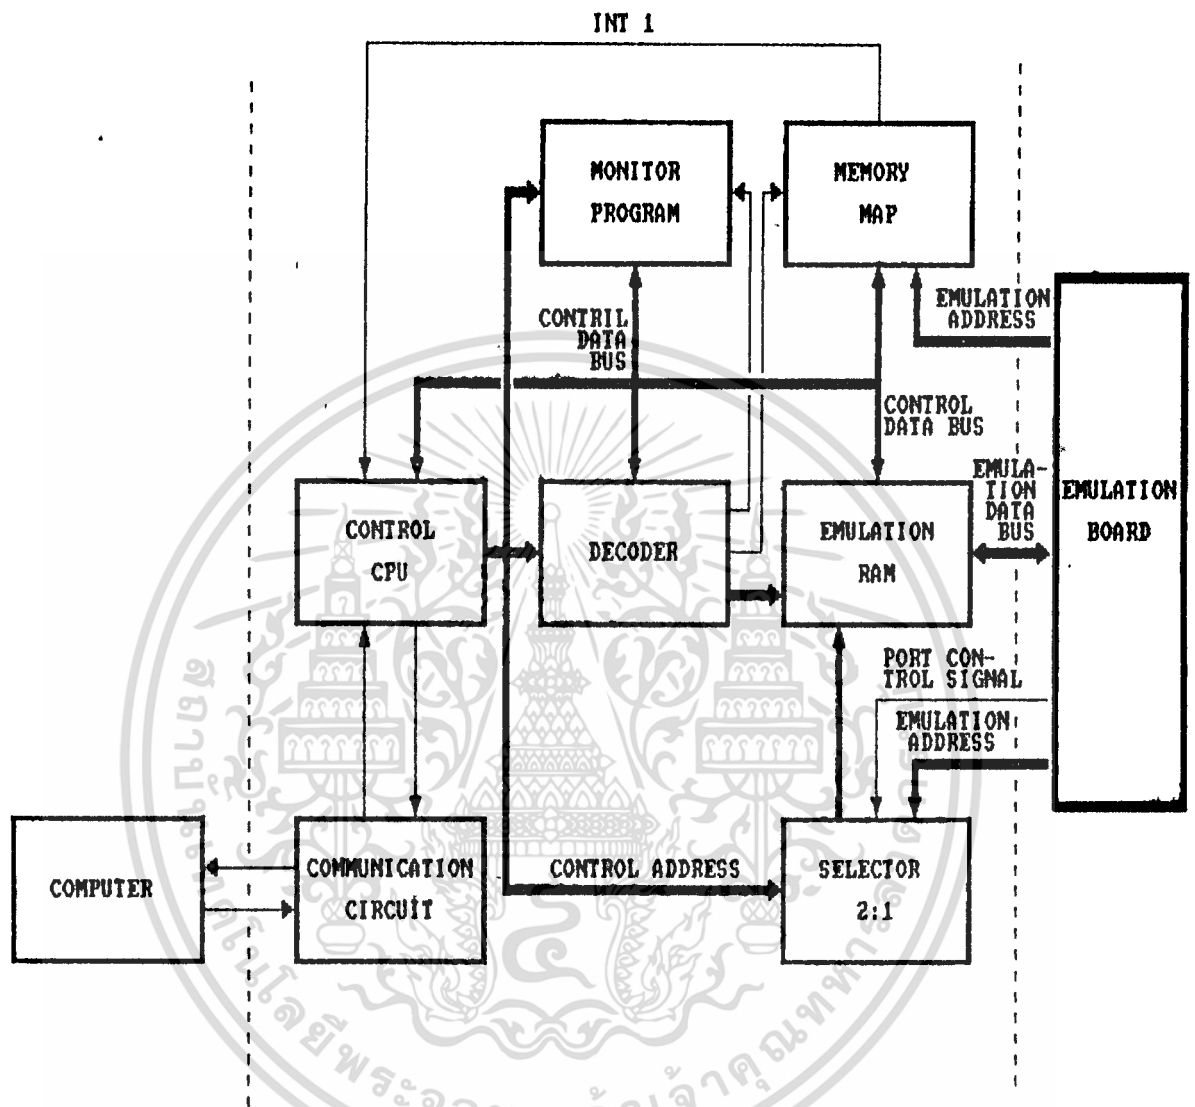 INT 1
MONITOR
PROGRAM
MEMORY
MAP
EMULATION
ADDRESS
CONTRIL
DATA
BUS
CONTROL
DATA BUS
EMULA-
TION
DATA
BUS
EMULATION
BOARD
CONTROL
CPU
DECODER
EMULATION
RAM
PORT CON-
TROL SIGNAL
EMULATION
ADDRESS
COMPUTER
COMMUNICATION
CIRCUIT
CONTROL ADDRESS
SELECTOR
2:1